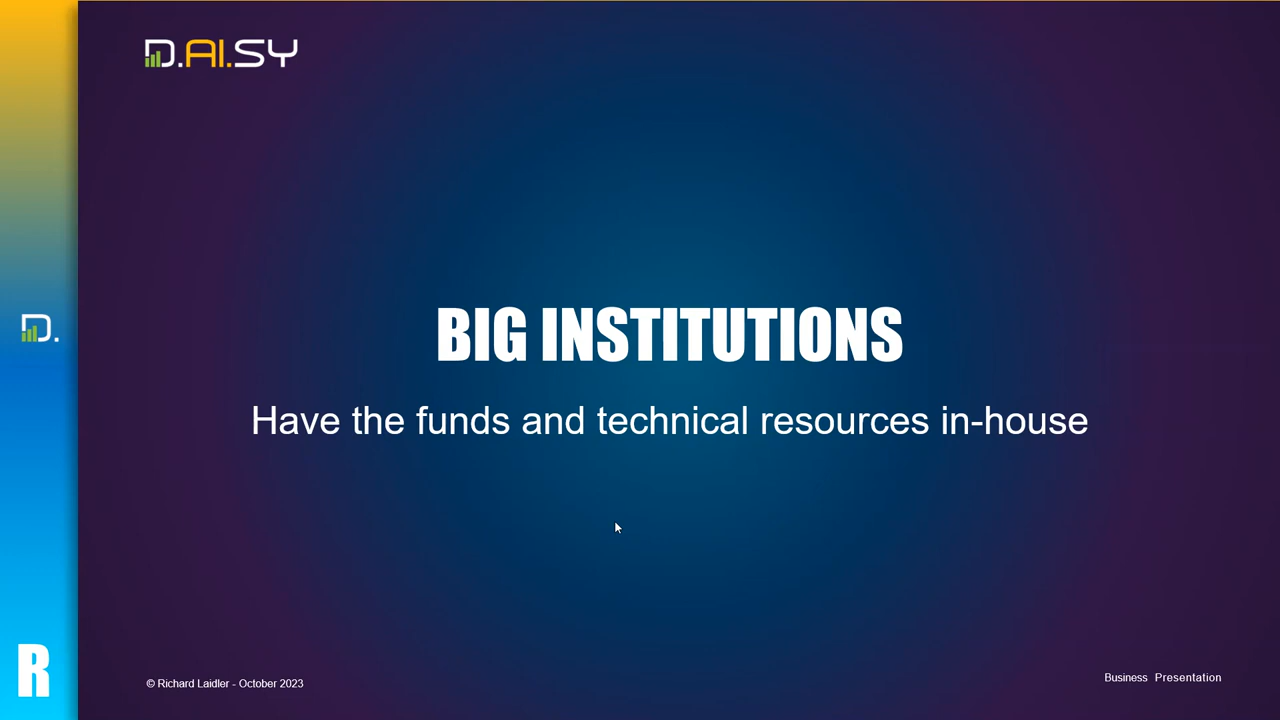 D.AI.SY
BIG INSTITUTIONS
Have the funds and technical resources in-house
D.
R
© Richard Laidler - October 2023
Business Presentation